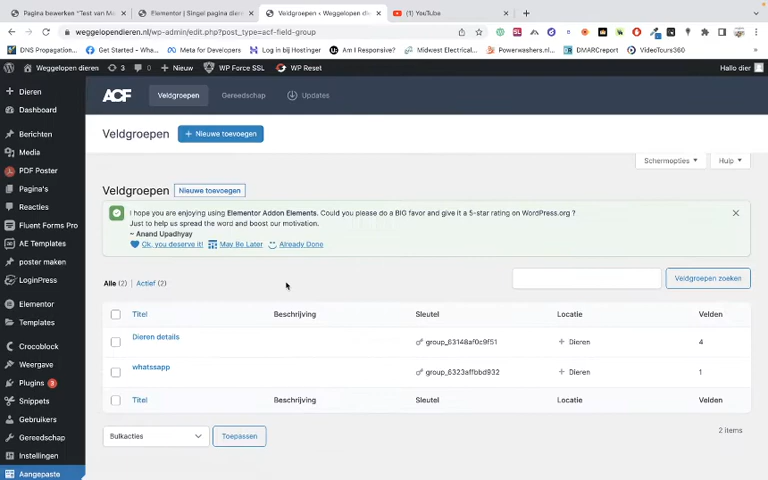 Pagina bewerken "Test van Me
Elementor | Singel pagina diere
Veldgroepen ‹ Weggelopen die
YouTube
weggelopendieren.nl/wp-admin/edit.php?post_type=acf-field-group
DNS Propagation...
Get Started – Wha...
Meta for Developers
Log in bij Hostinger
Am I Responsive?
Midwest Electrical...
Powerwashers.nl...
DMARCreport
VideoTours360
Weggelopen dieren
3
0
+ Nieuw
WP Force SSL
WP Reset
Hallo dier
Dieren
Dashboard
Berichten
Media
PDF Poster
Pagina's
Reacties
Fluent Forms Pro
AE Templates
poster maken
LoginPress
Elementor
Templates
Crocoblock
Weergave
Plugins 3
Snippets
Gebruikers
Gereedschap
Instellingen
Aangepaste
ACF
Veldgroepen
Gereedschap
Updates
Veldgroepen
+ Nieuwe toevoegen
Schermopties
Hulp
Veldgroepen
Nieuwe toevoegen
I hope you are enjoying using Elementor Addon Elements. Could you please do a BIG favor and give it a 5-star rating on WordPress.org ?
Just to help us spread the word and boost our motivation.
~ Anand Upadhyay
Ok, you deserve it!
May Be Later
Already Done
Alle (2) | Actief (2)
Veldgroepen zoeken
Titel Beschrijving Sleutel Locatie Velden
Dieren details group_63148af0c9f51 Dieren 4
whatssapp group_6323affbbd932 Dieren 1
Titel Beschrijving Sleutel Locatie Velden
Bulkacties
Toepassen
2 items